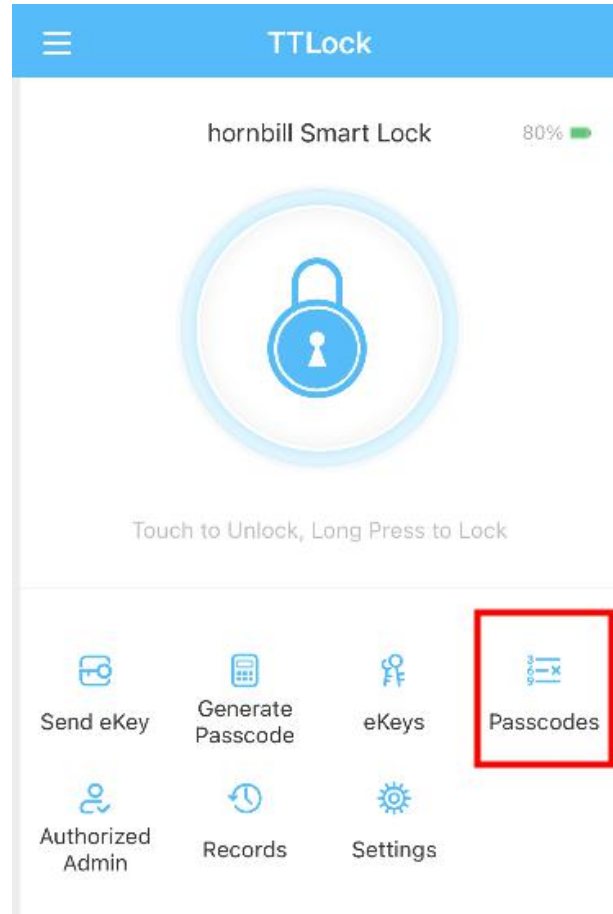 TTLock
hornbill Smart Lock
80%
Touch to Unlock, Long Press to Lock
Send eKey
Generate
Passcode
eKeys
Passcodes
Authorized
Admin
Records
Settings